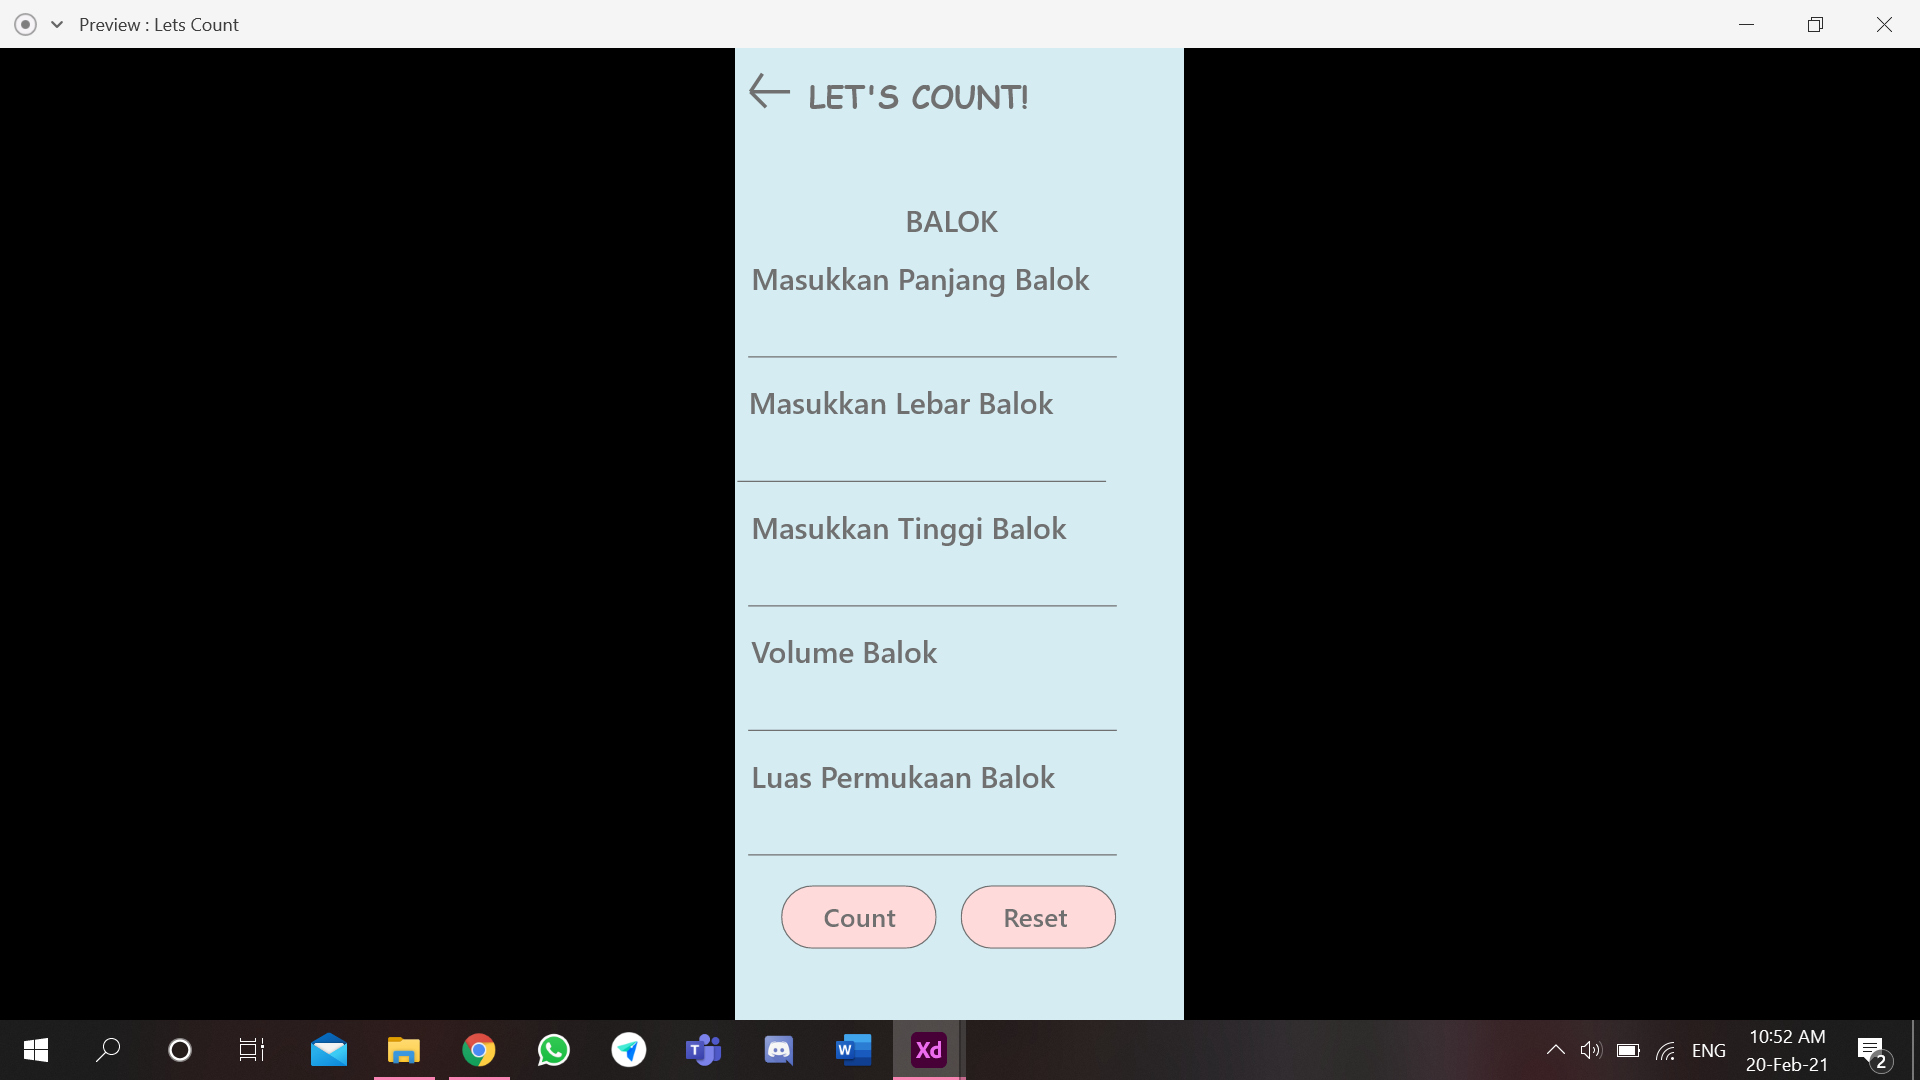 Preview : Lets Count
LET'S COUNT!
BALOK
Masukkan Panjang Balok
Masukkan Lebar Balok
Masukkan Tinggi Balok
Volume Balok
Luas Permukaan Balok
Count Reset
T W Xd ENG 10:52 AM
20-Feb-21 2